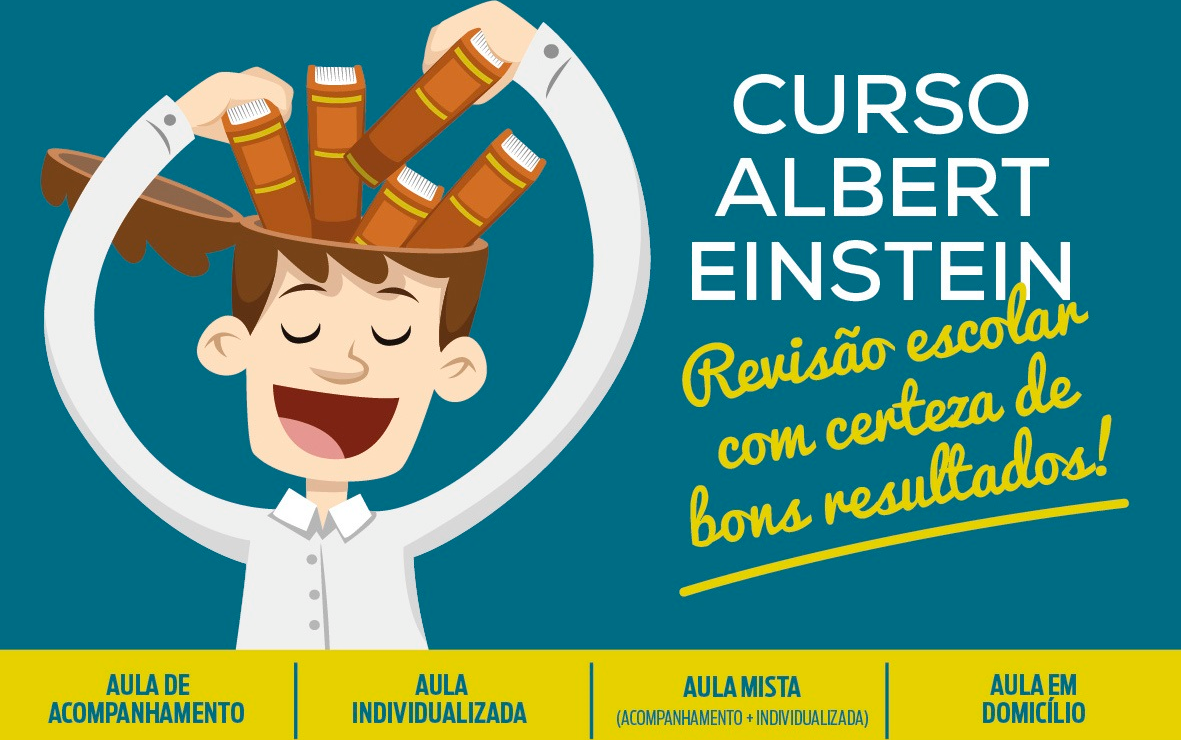 CURSO
ALBERT
EINSTEIN
Revisão escolar
com certeza de
bons resultados!
AULA DE
ACOMPANHAMENTO
AULA
INDIVIDUALIZADA
AULA MISTA
(ACOMPANHAMENTO + INDIVIDUALIZADA)
AULA EM
DOMICÍLIO